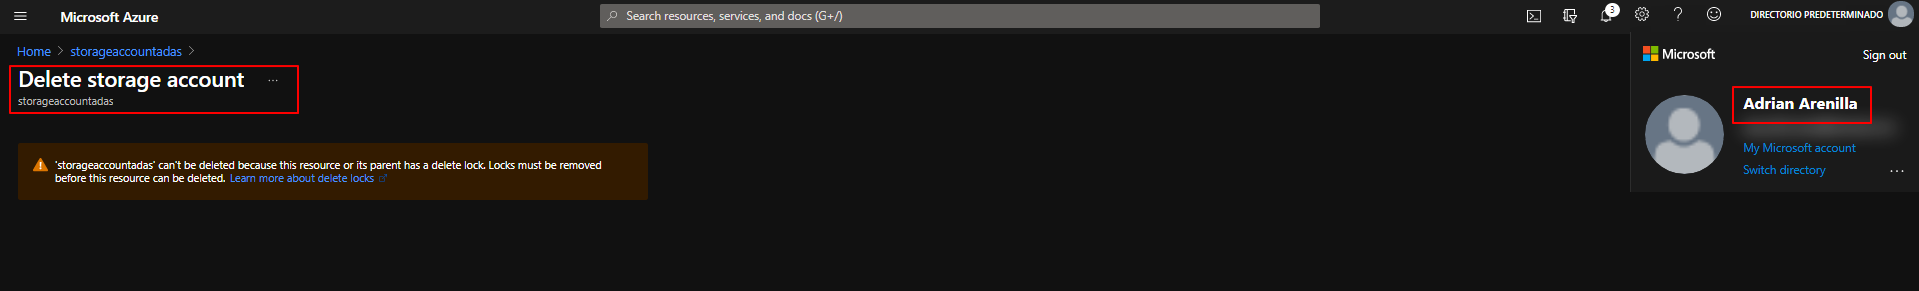 Microsoft Azure
Search resources, services, and docs (G+/)
3
DIRECTORIO PREDETERMINADO
Home > storageaccountadas >
Delete storage account ...
storageaccountadas
'storageaccountadas' can't be deleted because this resource or its parent has a delete lock. Locks must be removed
before this resource can be deleted. Learn more about delete locks
Microsoft
Sign out
Adrian Arenilla
My Microsoft account
Switch directory
...